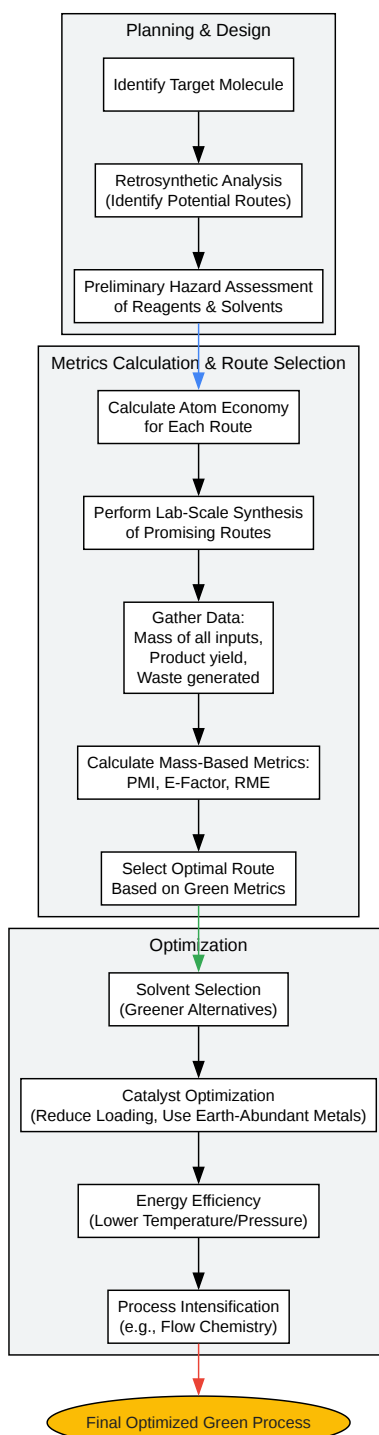 Planning & Design
Identify Target Molecule
Retrosynthetic Analysis
(Identify Potential Routes)
Preliminary Hazard Assessment
of Reagents & Solvents
Metrics Calculation & Route Selection
Calculate Atom Economy
for Each Route
Perform Lab-Scale Synthesis
of Promising Routes
Gather Data:
Mass of all inputs,
Product yield,
Waste generated
Calculate Mass-Based Metrics:
PMI, E-Factor, RME
Select Optimal Route
Based on Green Metrics
Optimization
Solvent Selection
(Greener Alternatives)
Catalyst Optimization
(Reduce Loading, Use Earth-Abundant Metals)
Energy Efficiency
(Lower Temperature/Pressure)
Process Intensification
(e.g., Flow Chemistry)
Final Optimized Green Process